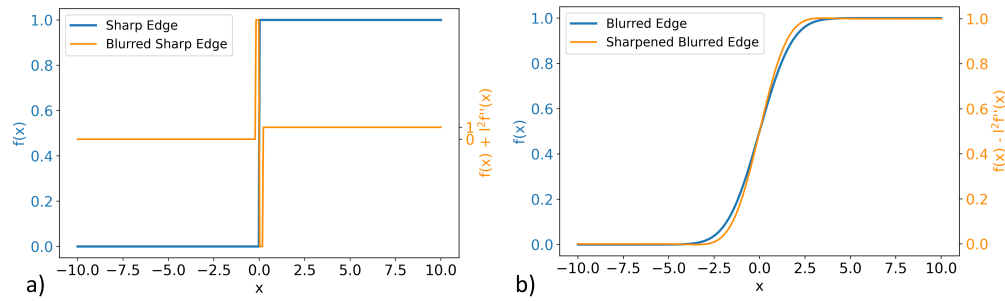 Sharp Edge
Blurred Sharp Edge
1.0
0.8
0.6
0.4
0.2
0.0
f(x)
1
0
f(x) + l²f''(x)
−10.0 −7.5 −5.0 −2.5 0.0 2.5 5.0 7.5 10.0
x
a)
Blurred Edge
Sharpened Blurred Edge
1.0
0.8
0.6
0.4
0.2
0.0
f(x)
1.0
0.8
0.6
0.4
0.2
0.0
f(x) - l²f''(x)
−10.0 −7.5 −5.0 −2.5 0.0 2.5 5.0 7.5 10.0
x
b)